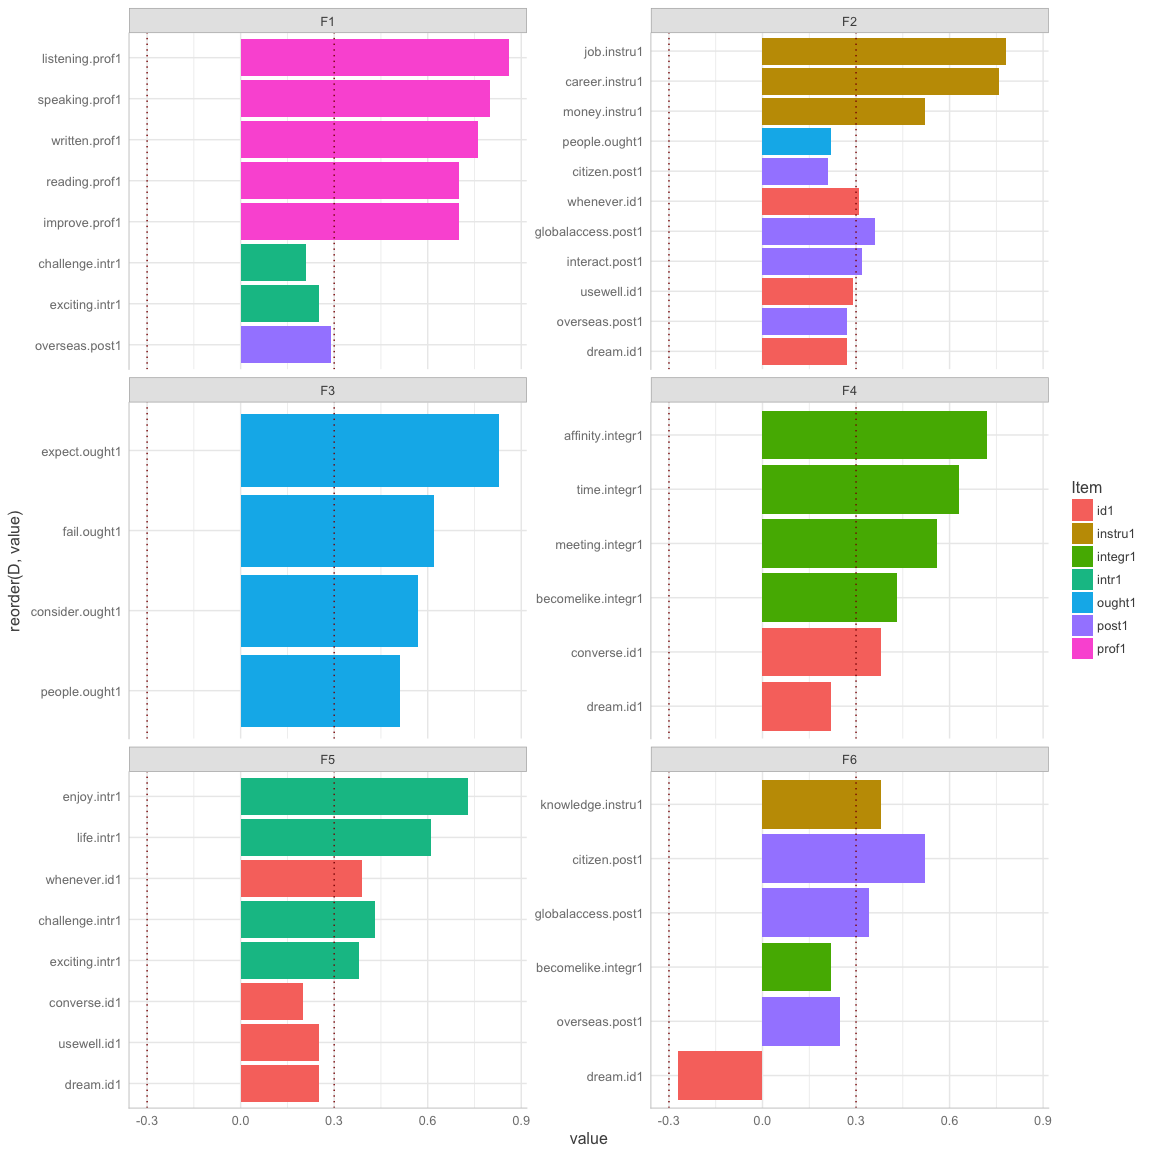 F1
listening.prof1
speaking.prof1
written.prof1
reading.prof1
improve.prof1
challenge.intr1
exciting.intr1
overseas.post1
F2
job.instru1
career.instru1
money.instru1
people.ought1
citizen.post1
whenever.id1
globalaccess.post1
interact.post1
usewell.id1
overseas.post1
dream.id1
F3
expect.ought1
fail.ought1
consider.ought1
people.ought1
F4
affinity.integr1
time.integr1
meeting.integr1
becomelike.integr1
converse.id1
dream.id1
F5
enjoy.intr1
life.intr1
whenever.id1
challenge.intr1
exciting.intr1
converse.id1
usewell.id1
dream.id1
F6
knowledge.instru1
citizen.post1
globalaccess.post1
becomelike.integr1
overseas.post1
dream.id1
-0.3 0.0 0.3 0.6 0.9
-0.3 0.0 0.3 0.6 0.9
value
reorder(D, value)
Item
id1
instru1
integr1
intr1
ought1
post1
prof1